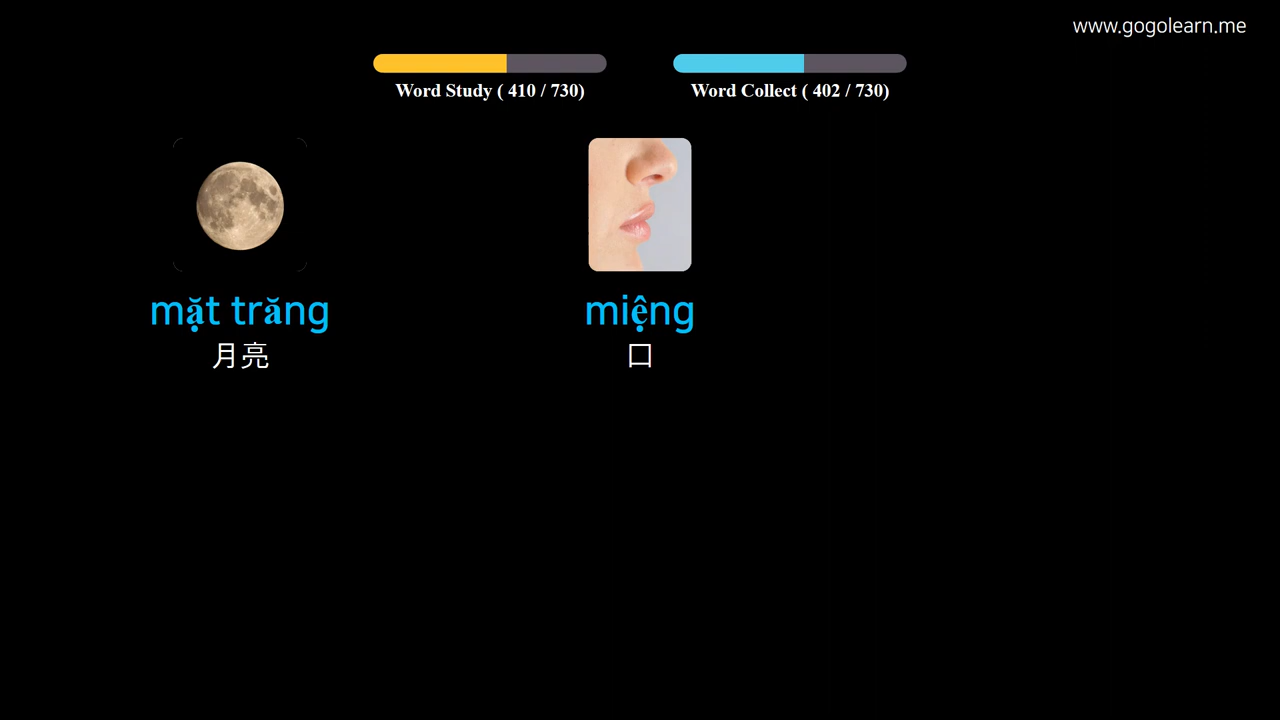 www.gogolearn.me
Word Study ( 410 / 730)
Word Collect ( 402 / 730)
mặt trăng
miệng
月亮
口